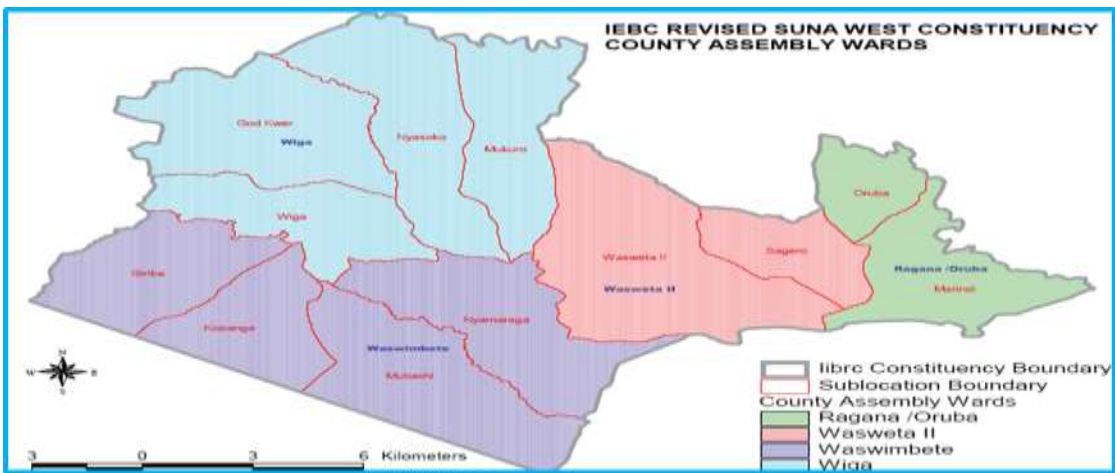 IEBC REVISED SUNA WEST CONSTITUENCY
COUNTY ASSEMBLY WARDS
God Kwer
Wiga
Nyasoko
Mukuro
Oruba
Wiga
Wasweta II
Sagero
Wasweta II
Ragana /Oruba
Nyamaraga
Waswimbete
N
W
E
S
Iibrc Constituency Boundary
Sublocation Boundary
County Assembly Wards
Ragana /Oruba
Wasweta II
Waswimbete
Wiga
3 0 3 6 Kilometers